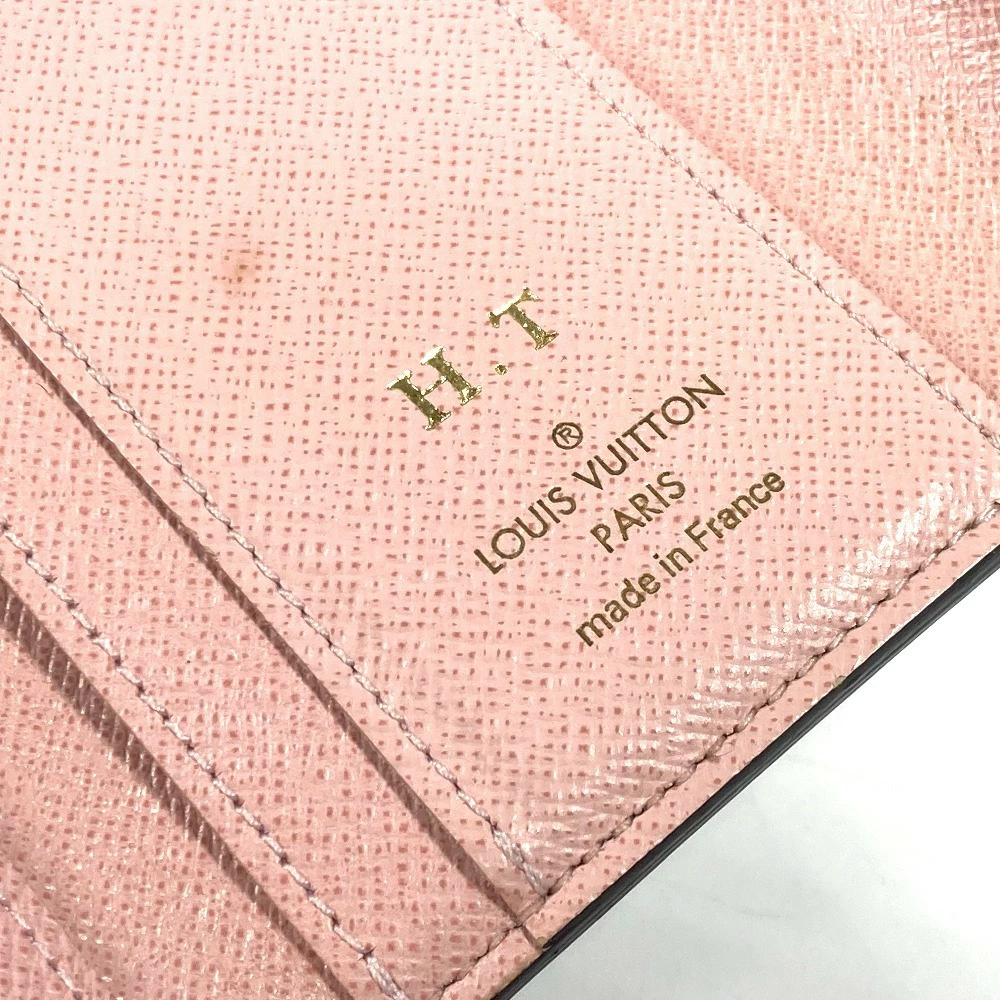 H.T
®
LOUIS VUITTON
PARIS
made in France